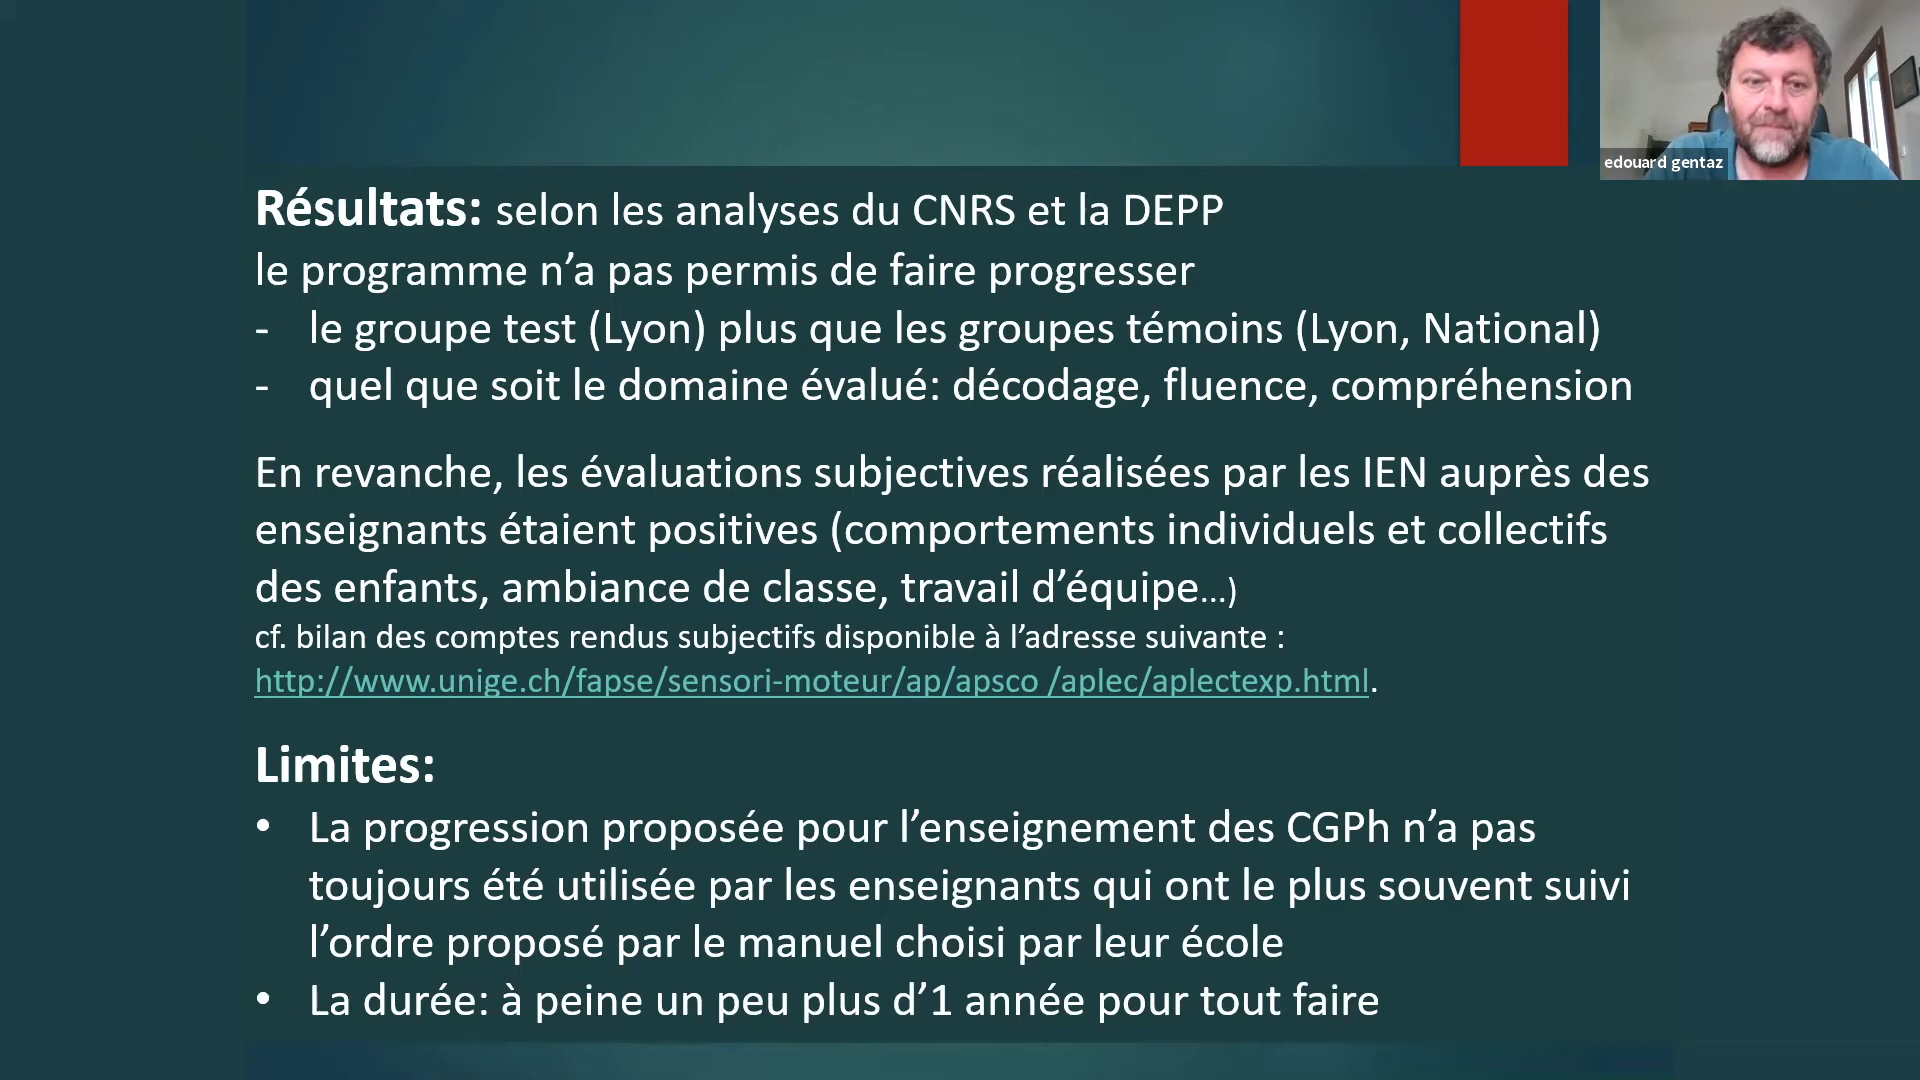 edouard gentaz
Résultats: selon les analyses du CNRS et la DEPP
le programme n’a pas permis de faire progresser
- le groupe test (Lyon) plus que les groupes témoins (Lyon, National)
- quel que soit le domaine évalué: décodage, fluence, compréhension
En revanche, les évaluations subjectives réalisées par les IEN auprès des
enseignants étaient positives (comportements individuels et collectifs
des enfants, ambiance de classe, travail d’équipe...)
cf. bilan des comptes rendus subjectifs disponible à l’adresse suivante :
http://www.unige.ch/fapse/sensori-moteur/ap/apsco /aplec/aplectexp.html.
Limites:
• La progression proposée pour l’enseignement des CGPh n’a pas
toujours été utilisée par les enseignants qui ont le plus souvent suivi
l’ordre proposé par le manuel choisi par leur école
• La durée: à peine un peu plus d’1 année pour tout faire